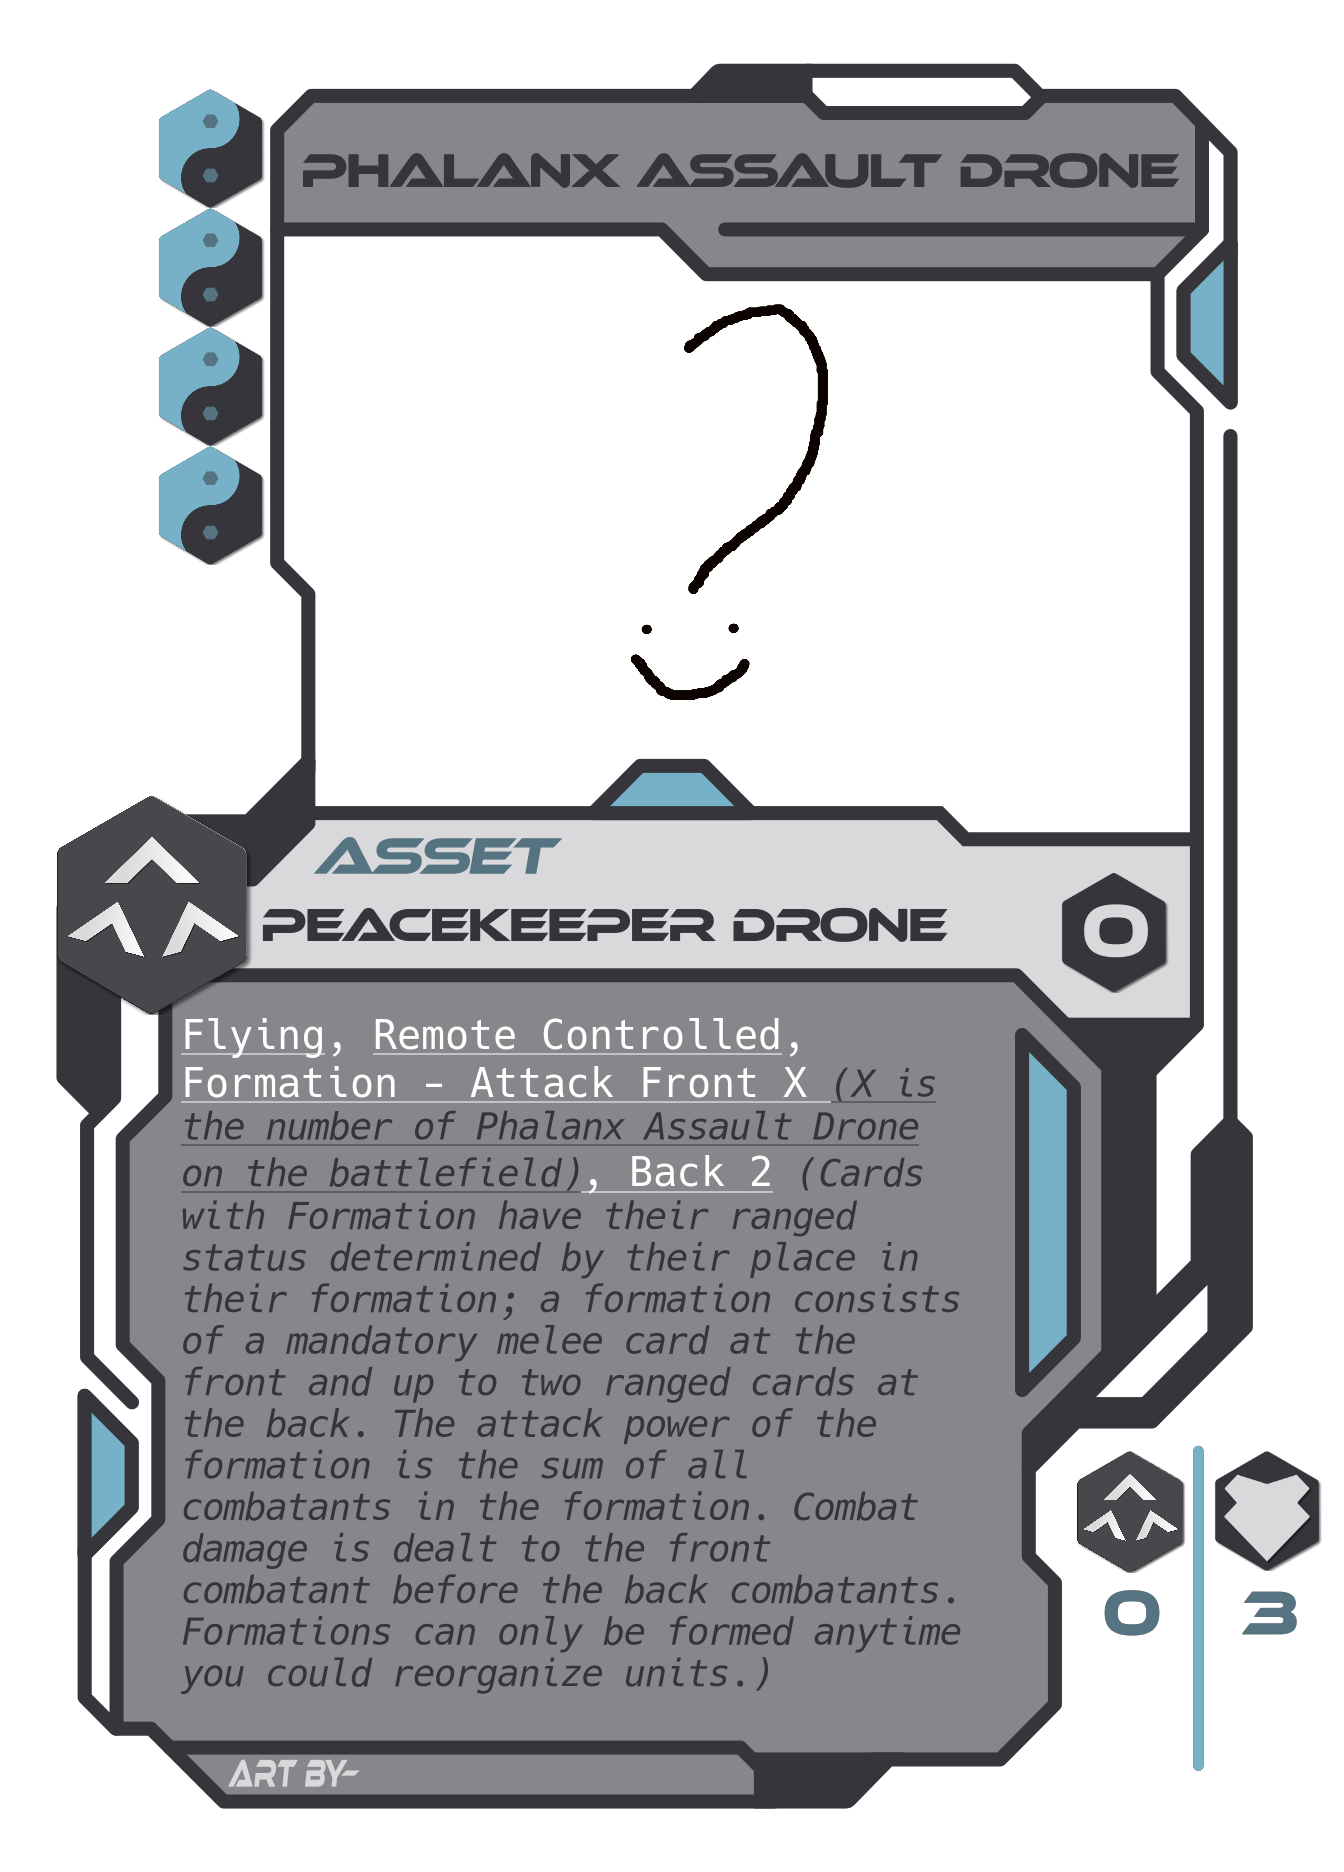 PHALANX ASSAULT DRONE
ASSET
PEACEKEEPER DRONE
0
Flying, Remote Controlled,
Formation – Attack Front X (X is
the number of Phalanx Assault Drone
on the battlefield), Back 2 (Cards
with Formation have their ranged
status determined by their place in
their formation; a formation consists
of a mandatory melee card at the
front and up to two ranged cards at
the back. The attack power of the
formation is the sum of all
combatants in the formation. Combat
damage is dealt to the front
combatant before the back combatants.
Formations can only be formed anytime
you could reorganize units.)
0 3
ART BY-